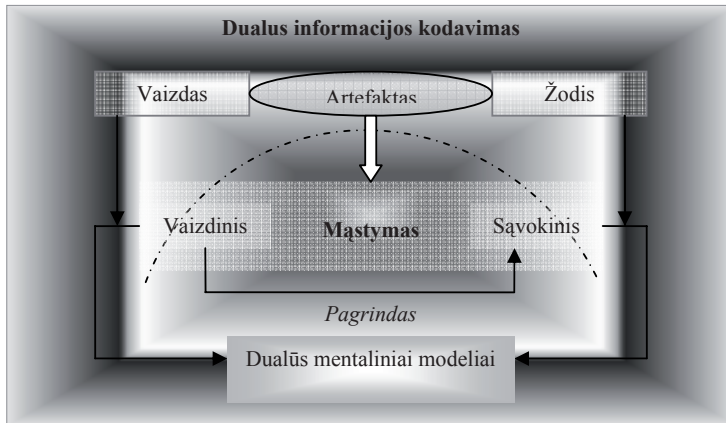 Dualus informacijos kodavimas
Vaizdas
Artefaktas
Žodis
Vaizdinis
Mąstymas
Sąvokinis
Pagrindas
Dualūs mentaliniai modeliai